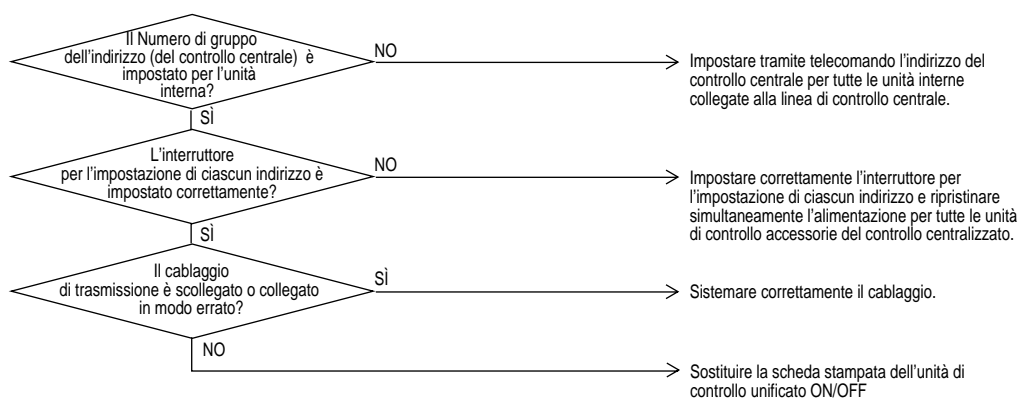 Il Numero di gruppo
dell'indirizzo (del controllo centrale) è
impostato per l'unità
interna?
NO
Impostare tramite telecomando l'indirizzo del
controllo centrale per tutte le unità interne
collegate alla linea di controllo centrale.
SÌ
L'interruttore
per l'impostazione di ciascun indirizzo è
impostato correttamente?
NO
Impostare correttamente l'interruttore per
l'impostazione di ciascun indirizzo e ripristinare
simultaneamente l'alimentazione per tutte le unità
di controllo accessorie del controllo centralizzato.
SÌ
Il cablaggio
di trasmissione è scollegato o collegato
in modo errato?
SÌ
Sistemare correttamente il cablaggio.
NO
Sostituire la scheda stampata dell'unità di
controllo unificato ON/OFF